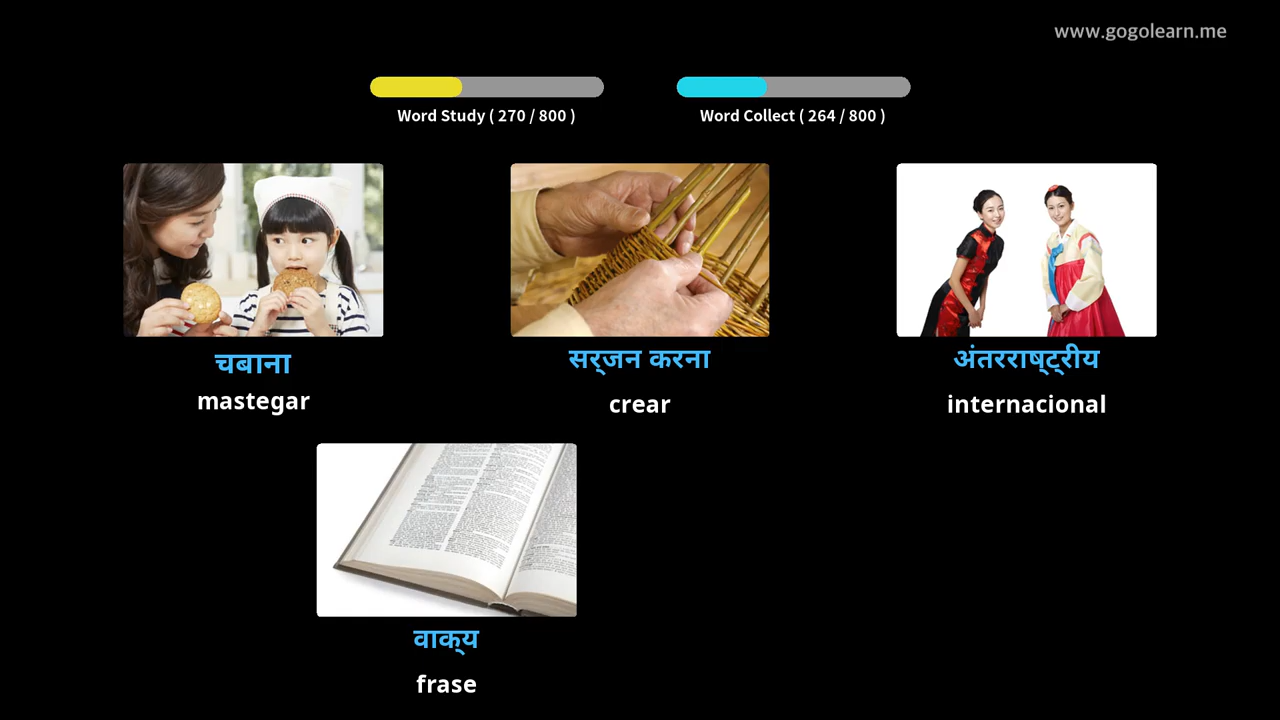 www.gogolearn.me
Word Study ( 270 / 800 )
Word Collect ( 264 / 800 )
चबाना
mastegar
सर्‌जन करना
crear
अंतरराष्‌ट्‌रीय
internacional
वाक्‌य
frase